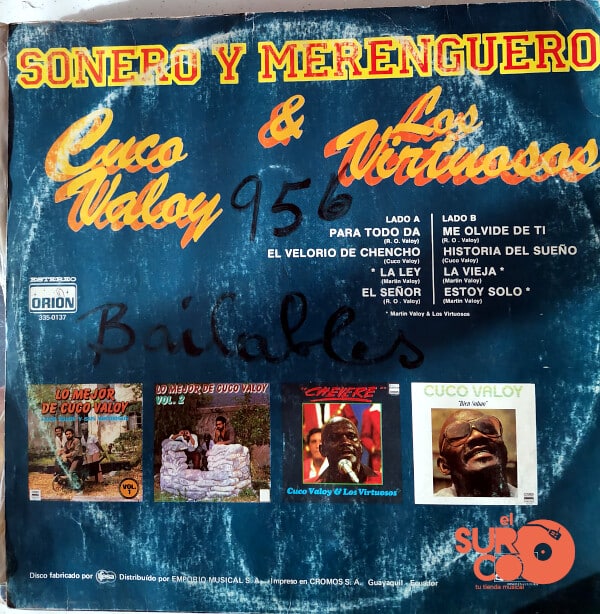 SONERO Y MERENGUERO
Cuco Valoy & Los Virtuosos
956
LADO A
PARA TODO DA
(R. O. Valoy)
EL VELORIO DE CHENCHO
(Cuco Valoy)
* LA LEY
(Martin Valoy)
EL SEÑOR
(R. O. Valoy)
LADO B
ME OLVIDE DE TI
(R. O. Valoy)
HISTORIA DEL SUEÑO
(Cuco Valoy)
LA VIEJA *
(Martin Valoy)
ESTOY SOLO *
(Martin Valoy)
* Martin Valoy & Los Virtuosos
ESTEREO
ORION
335-0137
Bailables
LO MEJOR
DE CUCO VALOY
VOL. 1
LO MEJOR DE CUCO VALOY
VOL. 2
"CHEVERE"
Cuco Valoy & Los Virtuosos
CUCO VALOY
"Bien Sobao"
Disco fabricado por Distribuído por EMPORIO MUSICAL S. A. Impreso en CROMOS S. A. Guayaquil - Ecuador
el
SURCO
tu tienda musical